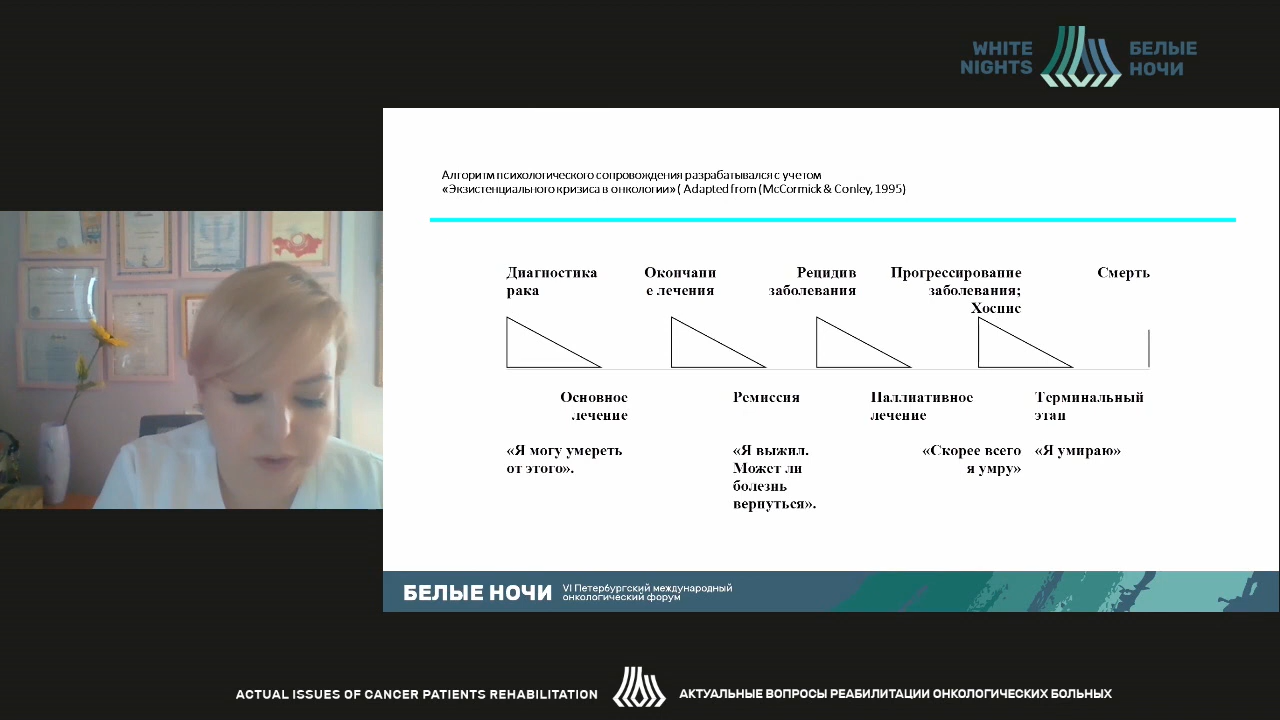 WHITE
NIGHTS
БЕЛЫЕ
НОЧИ
Алгоритм психологического сопровождения разрабатывался с учетом
«Экзистенциального кризиса в онкологии» ( Adapted from (McCormick & Conley, 1995)
Диагностика
рака
Окончани
е лечения
Рецидив
заболевания
Прогрессирование
заболевания;
Хоспис
Смерть
Основное
лечение
Ремиссия
Паллиативное
лечение
Терминальный
этап
«Я могу умереть
от этого».
«Я выжил.
Может ли
болезнь
вернуться».
«Скорее всего
я умру»
«Я умираю»
БЕЛЫЕ НОЧИ
VI Петербургский международный
онкологический форум
ACTUAL ISSUES OF CANCER PATIENTS REHABILITATION
АКТУАЛЬНЫЕ ВОПРОСЫ РЕАБИЛИТАЦИИ ОНКОЛОГИЧЕСКИХ БОЛЬНЫХ